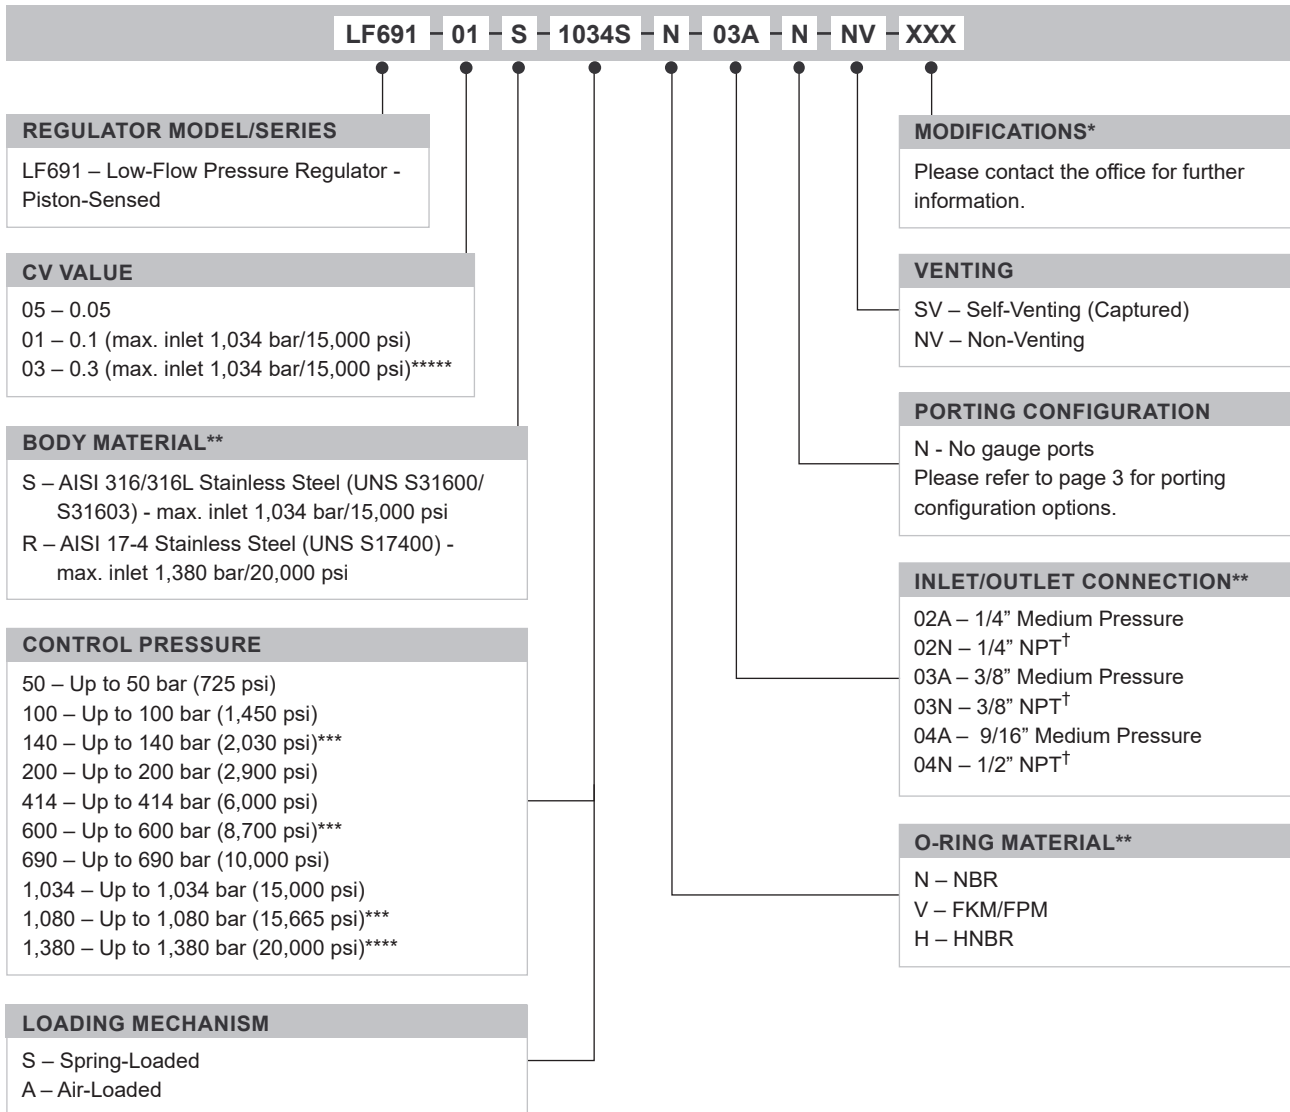 LF691 01 S 1034S N 03A N NV XXX
REGULATOR MODEL/SERIES
LF691 – Low-Flow Pressure Regulator -
Piston-Sensed
CV VALUE
05 – 0.05
01 – 0.1 (max. inlet 1,034 bar/15,000 psi)
03 – 0.3 (max. inlet 1,034 bar/15,000 psi)*****
BODY MATERIAL**
S – AISI 316/316L Stainless Steel (UNS S31600/
S31603) - max. inlet 1,034 bar/15,000 psi
R – AISI 17-4 Stainless Steel (UNS S17400) -
max. inlet 1,380 bar/20,000 psi
CONTROL PRESSURE
50 – Up to 50 bar (725 psi)
100 – Up to 100 bar (1,450 psi)
140 – Up to 140 bar (2,030 psi)***
200 – Up to 200 bar (2,900 psi)
414 – Up to 414 bar (6,000 psi)
600 – Up to 600 bar (8,700 psi)***
690 – Up to 690 bar (10,000 psi)
1,034 – Up to 1,034 bar (15,000 psi)
1,080 – Up to 1,080 bar (15,665 psi)***
1,380 – Up to 1,380 bar (20,000 psi)****
LOADING MECHANISM
S – Spring-Loaded
A – Air-Loaded
MODIFICATIONS*
Please contact the office for further
information.
VENTING
SV – Self-Venting (Captured)
NV – Non-Venting
PORTING CONFIGURATION
N - No gauge ports
Please refer to page 3 for porting
configuration options.
INLET/OUTLET CONNECTION**
02A – 1/4” Medium Pressure
02N – 1/4” NPT†
03A – 3/8” Medium Pressure
03N – 3/8” NPT†
04A – 9/16” Medium Pressure
04N – 1/2” NPT†
O-RING MATERIAL**
N – NBR
V – FKM/FPM
H – HNBR